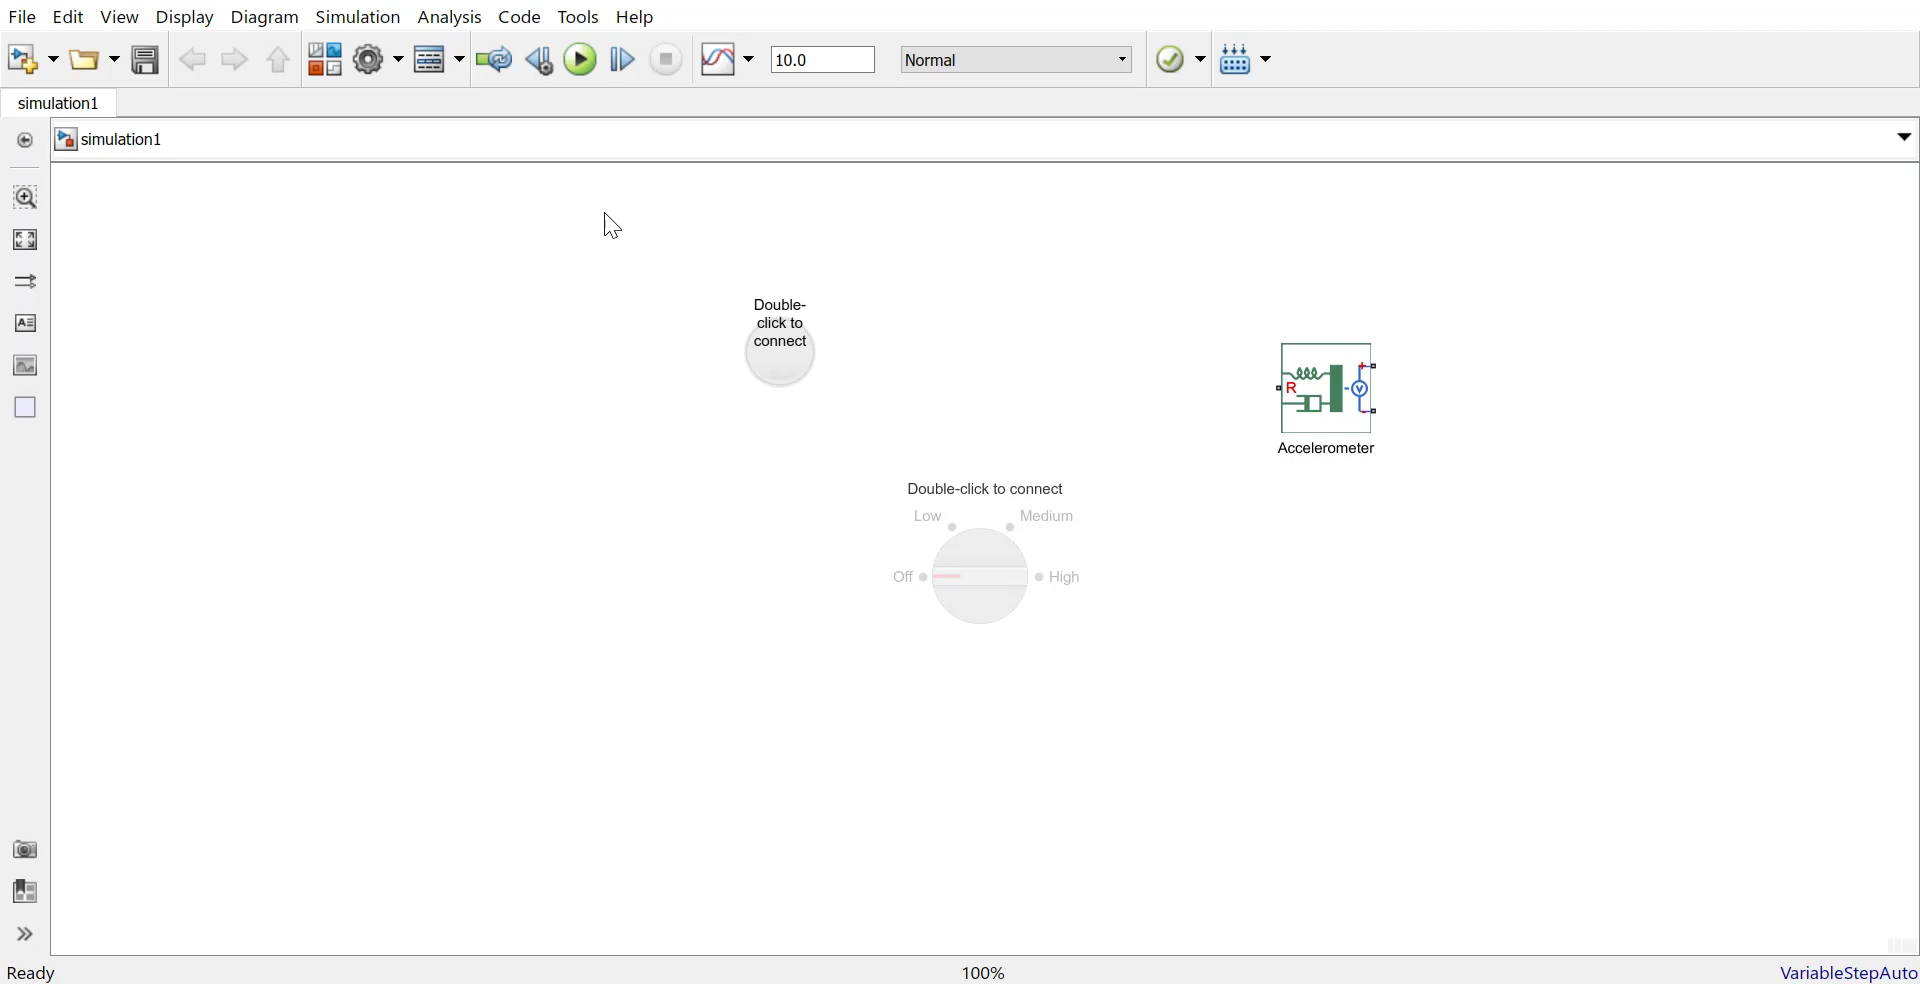 File Edit View Display Diagram Simulation Analysis Code Tools Help
10.0 Normal
simulation1
simulation1
Double-
click to
connect
R
V
Accelerometer
Double-click to connect
Low Medium
Off High
Ready 100% VariableStepAuto